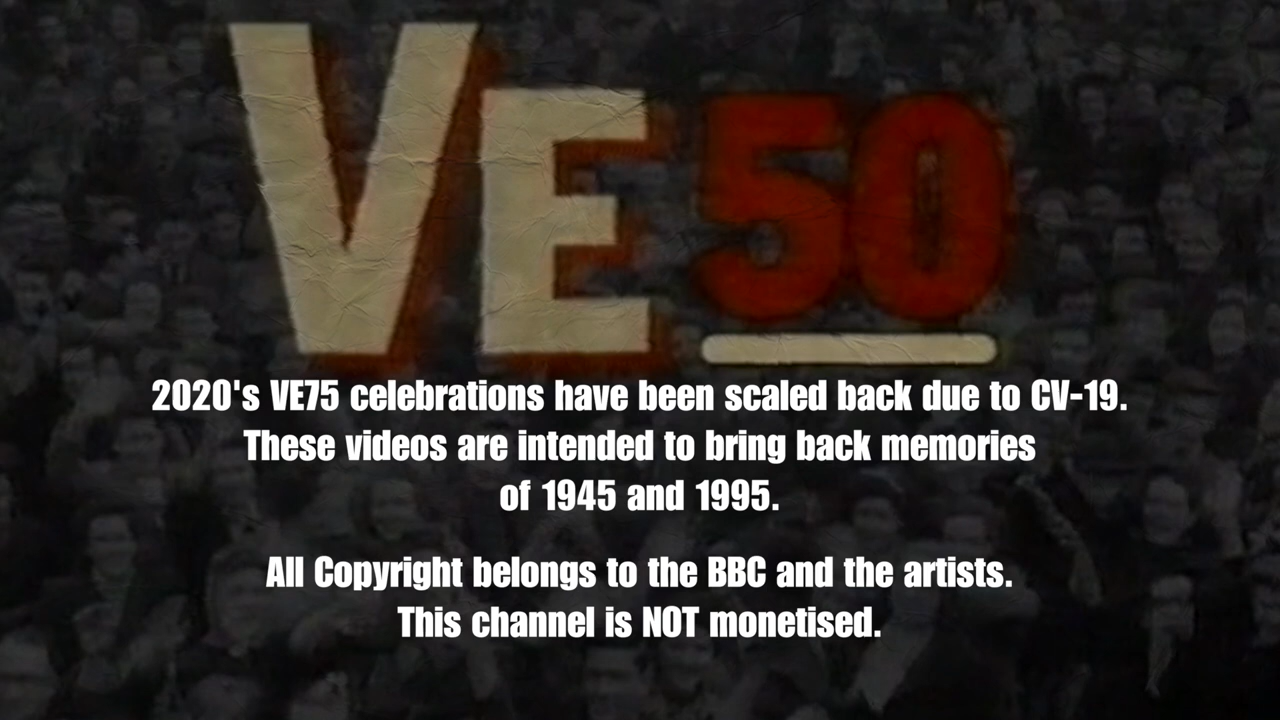 VE50
2020's VE75 celebrations have been scaled back due to CV-19.
These videos are intended to bring back memories
of 1945 and 1995.
All Copyright belongs to the BBC and the artists.
This channel is NOT monetised.